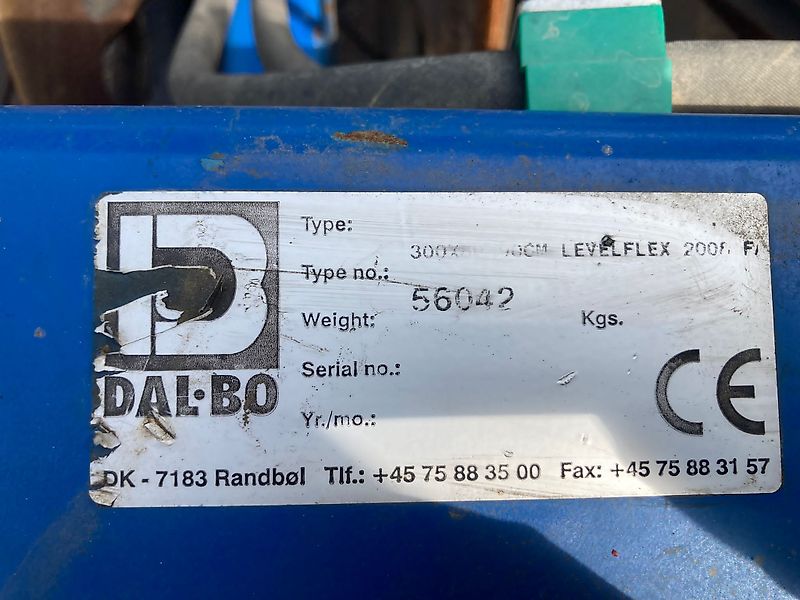 DAL·BO
Type:
LEVELFLEX
Type no.:
56042
Weight: Kgs.
Serial no.:
Yr./mo.:
CE
DK - 7183 Randbøl Tlf.: +45 75 88 35 00 Fax: +45 75 88 31 57